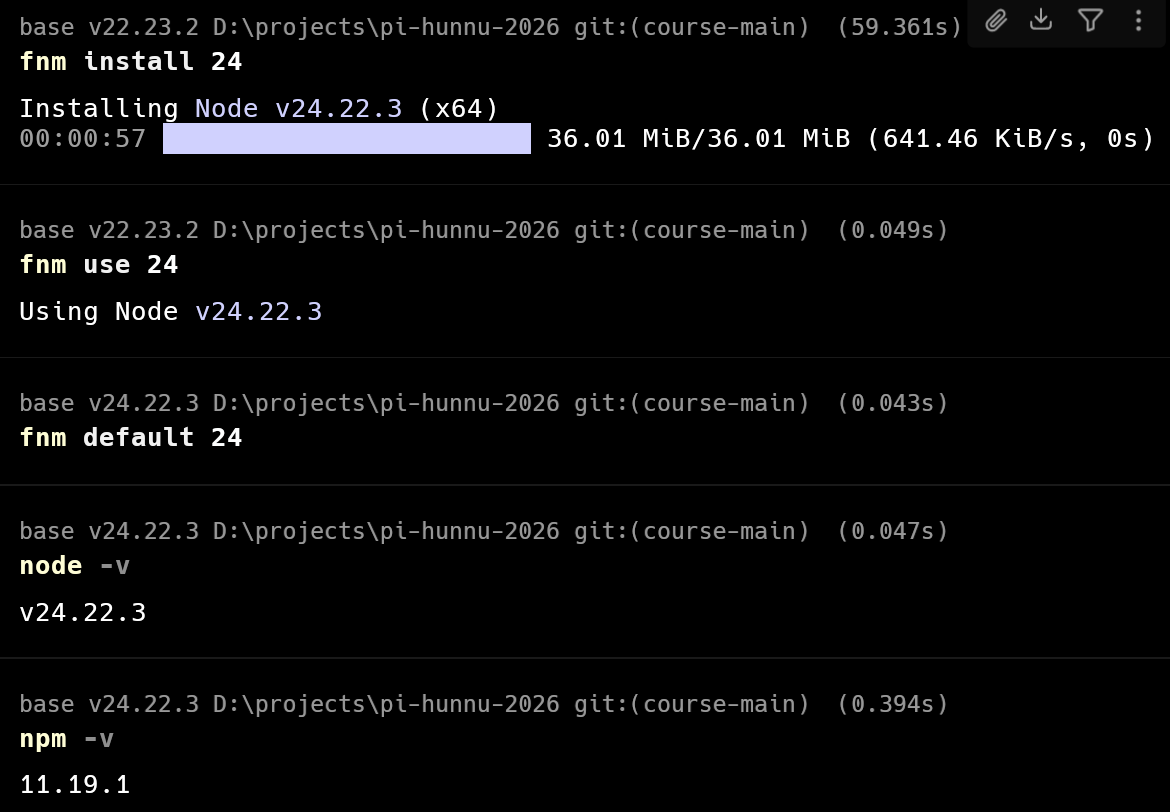 base v22.23.2 D:\projects\pi-hunnu-2026 git:(course-main) (59.361s)
fnm install 24
Installing Node v24.22.3 (x64)
00:00:57 36.01 MiB/36.01 MiB (641.46 KiB/s, 0s)
base v22.23.2 D:\projects\pi-hunnu-2026 git:(course-main) (0.049s)
fnm use 24
Using Node v24.22.3
base v24.22.3 D:\projects\pi-hunnu-2026 git:(course-main) (0.043s)
fnm default 24
base v24.22.3 D:\projects\pi-hunnu-2026 git:(course-main) (0.047s)
node -v
v24.22.3
base v24.22.3 D:\projects\pi-hunnu-2026 git:(course-main) (0.394s)
npm -v
11.19.1